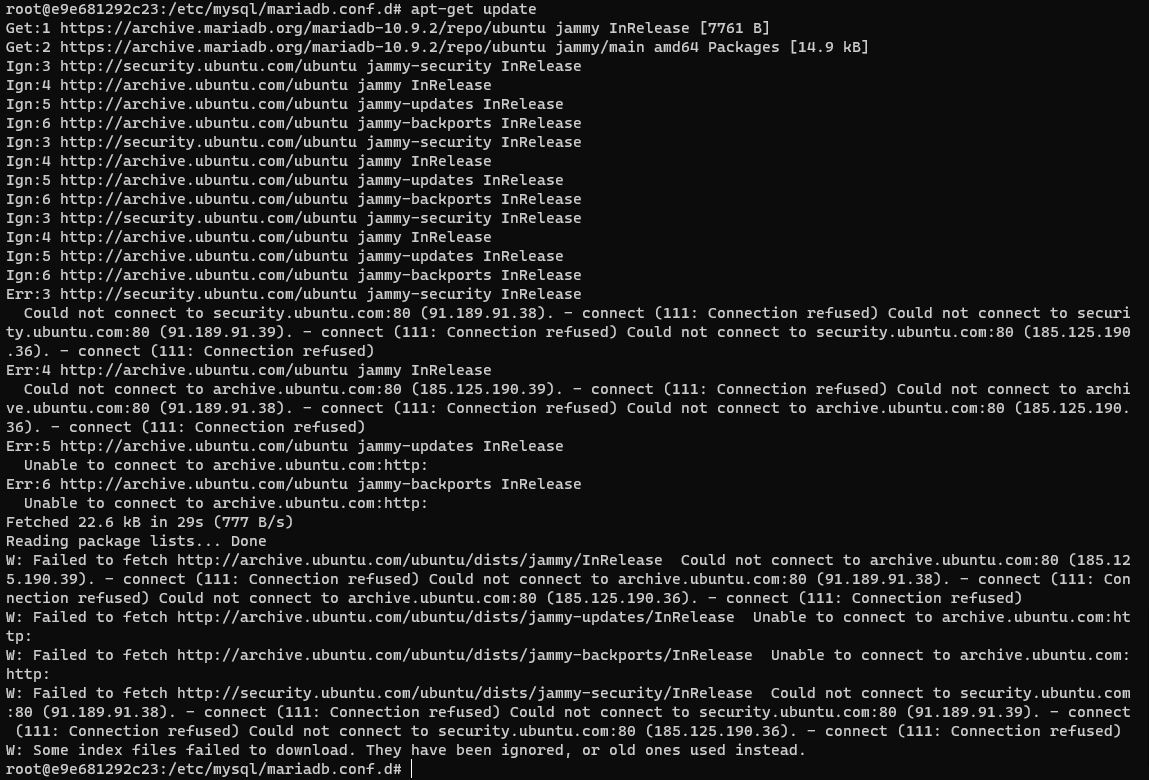 root@e9e681292c23:/etc/mysql/mariadb.conf.d# apt-get update
Get:1 https://archive.mariadb.org/mariadb-10.9.2/repo/ubuntu jammy InRelease [7761 B]
Get:2 https://archive.mariadb.org/mariadb-10.9.2/repo/ubuntu jammy/main amd64 Packages [14.9 kB]
Ign:3 http://security.ubuntu.com/ubuntu jammy-security InRelease
Ign:4 http://archive.ubuntu.com/ubuntu jammy InRelease
Ign:5 http://archive.ubuntu.com/ubuntu jammy-updates InRelease
Ign:6 http://archive.ubuntu.com/ubuntu jammy-backports InRelease
Ign:3 http://security.ubuntu.com/ubuntu jammy-security InRelease
Ign:4 http://archive.ubuntu.com/ubuntu jammy InRelease
Ign:5 http://archive.ubuntu.com/ubuntu jammy-updates InRelease
Ign:6 http://archive.ubuntu.com/ubuntu jammy-backports InRelease
Ign:3 http://security.ubuntu.com/ubuntu jammy-security InRelease
Ign:4 http://archive.ubuntu.com/ubuntu jammy InRelease
Ign:5 http://archive.ubuntu.com/ubuntu jammy-updates InRelease
Ign:6 http://archive.ubuntu.com/ubuntu jammy-backports InRelease
Err:3 http://security.ubuntu.com/ubuntu jammy-security InRelease
  Could not connect to security.ubuntu.com:80 (91.189.91.38). - connect (111: Connection refused) Could not connect to securi
ty.ubuntu.com:80 (91.189.91.39). - connect (111: Connection refused) Could not connect to security.ubuntu.com:80 (185.125.190
.36). - connect (111: Connection refused)
Err:4 http://archive.ubuntu.com/ubuntu jammy InRelease
  Could not connect to archive.ubuntu.com:80 (185.125.190.39). - connect (111: Connection refused) Could not connect to archi
ve.ubuntu.com:80 (91.189.91.38). - connect (111: Connection refused) Could not connect to archive.ubuntu.com:80 (185.125.190.
36). - connect (111: Connection refused)
Err:5 http://archive.ubuntu.com/ubuntu jammy-updates InRelease
  Unable to connect to archive.ubuntu.com:http:
Err:6 http://archive.ubuntu.com/ubuntu jammy-backports InRelease
  Unable to connect to archive.ubuntu.com:http:
Fetched 22.6 kB in 29s (777 B/s)
Reading package lists... Done
W: Failed to fetch http://archive.ubuntu.com/ubuntu/dists/jammy/InRelease  Could not connect to archive.ubuntu.com:80 (185.12
5.190.39). - connect (111: Connection refused) Could not connect to archive.ubuntu.com:80 (91.189.91.38). - connect (111: Con
nection refused) Could not connect to archive.ubuntu.com:80 (185.125.190.36). - connect (111: Connection refused)
W: Failed to fetch http://archive.ubuntu.com/ubuntu/dists/jammy-updates/InRelease  Unable to connect to archive.ubuntu.com:ht
tp:
W: Failed to fetch http://archive.ubuntu.com/ubuntu/dists/jammy-backports/InRelease  Unable to connect to archive.ubuntu.com:
http:
W: Failed to fetch http://security.ubuntu.com/ubuntu/dists/jammy-security/InRelease  Could not connect to security.ubuntu.com
:80 (91.189.91.38). - connect (111: Connection refused) Could not connect to security.ubuntu.com:80 (91.189.91.39). - connect
 (111: Connection refused) Could not connect to security.ubuntu.com:80 (185.125.190.36). - connect (111: Connection refused)
W: Some index files failed to download. They have been ignored, or old ones used instead.
root@e9e681292c23:/etc/mysql/mariadb.conf.d#